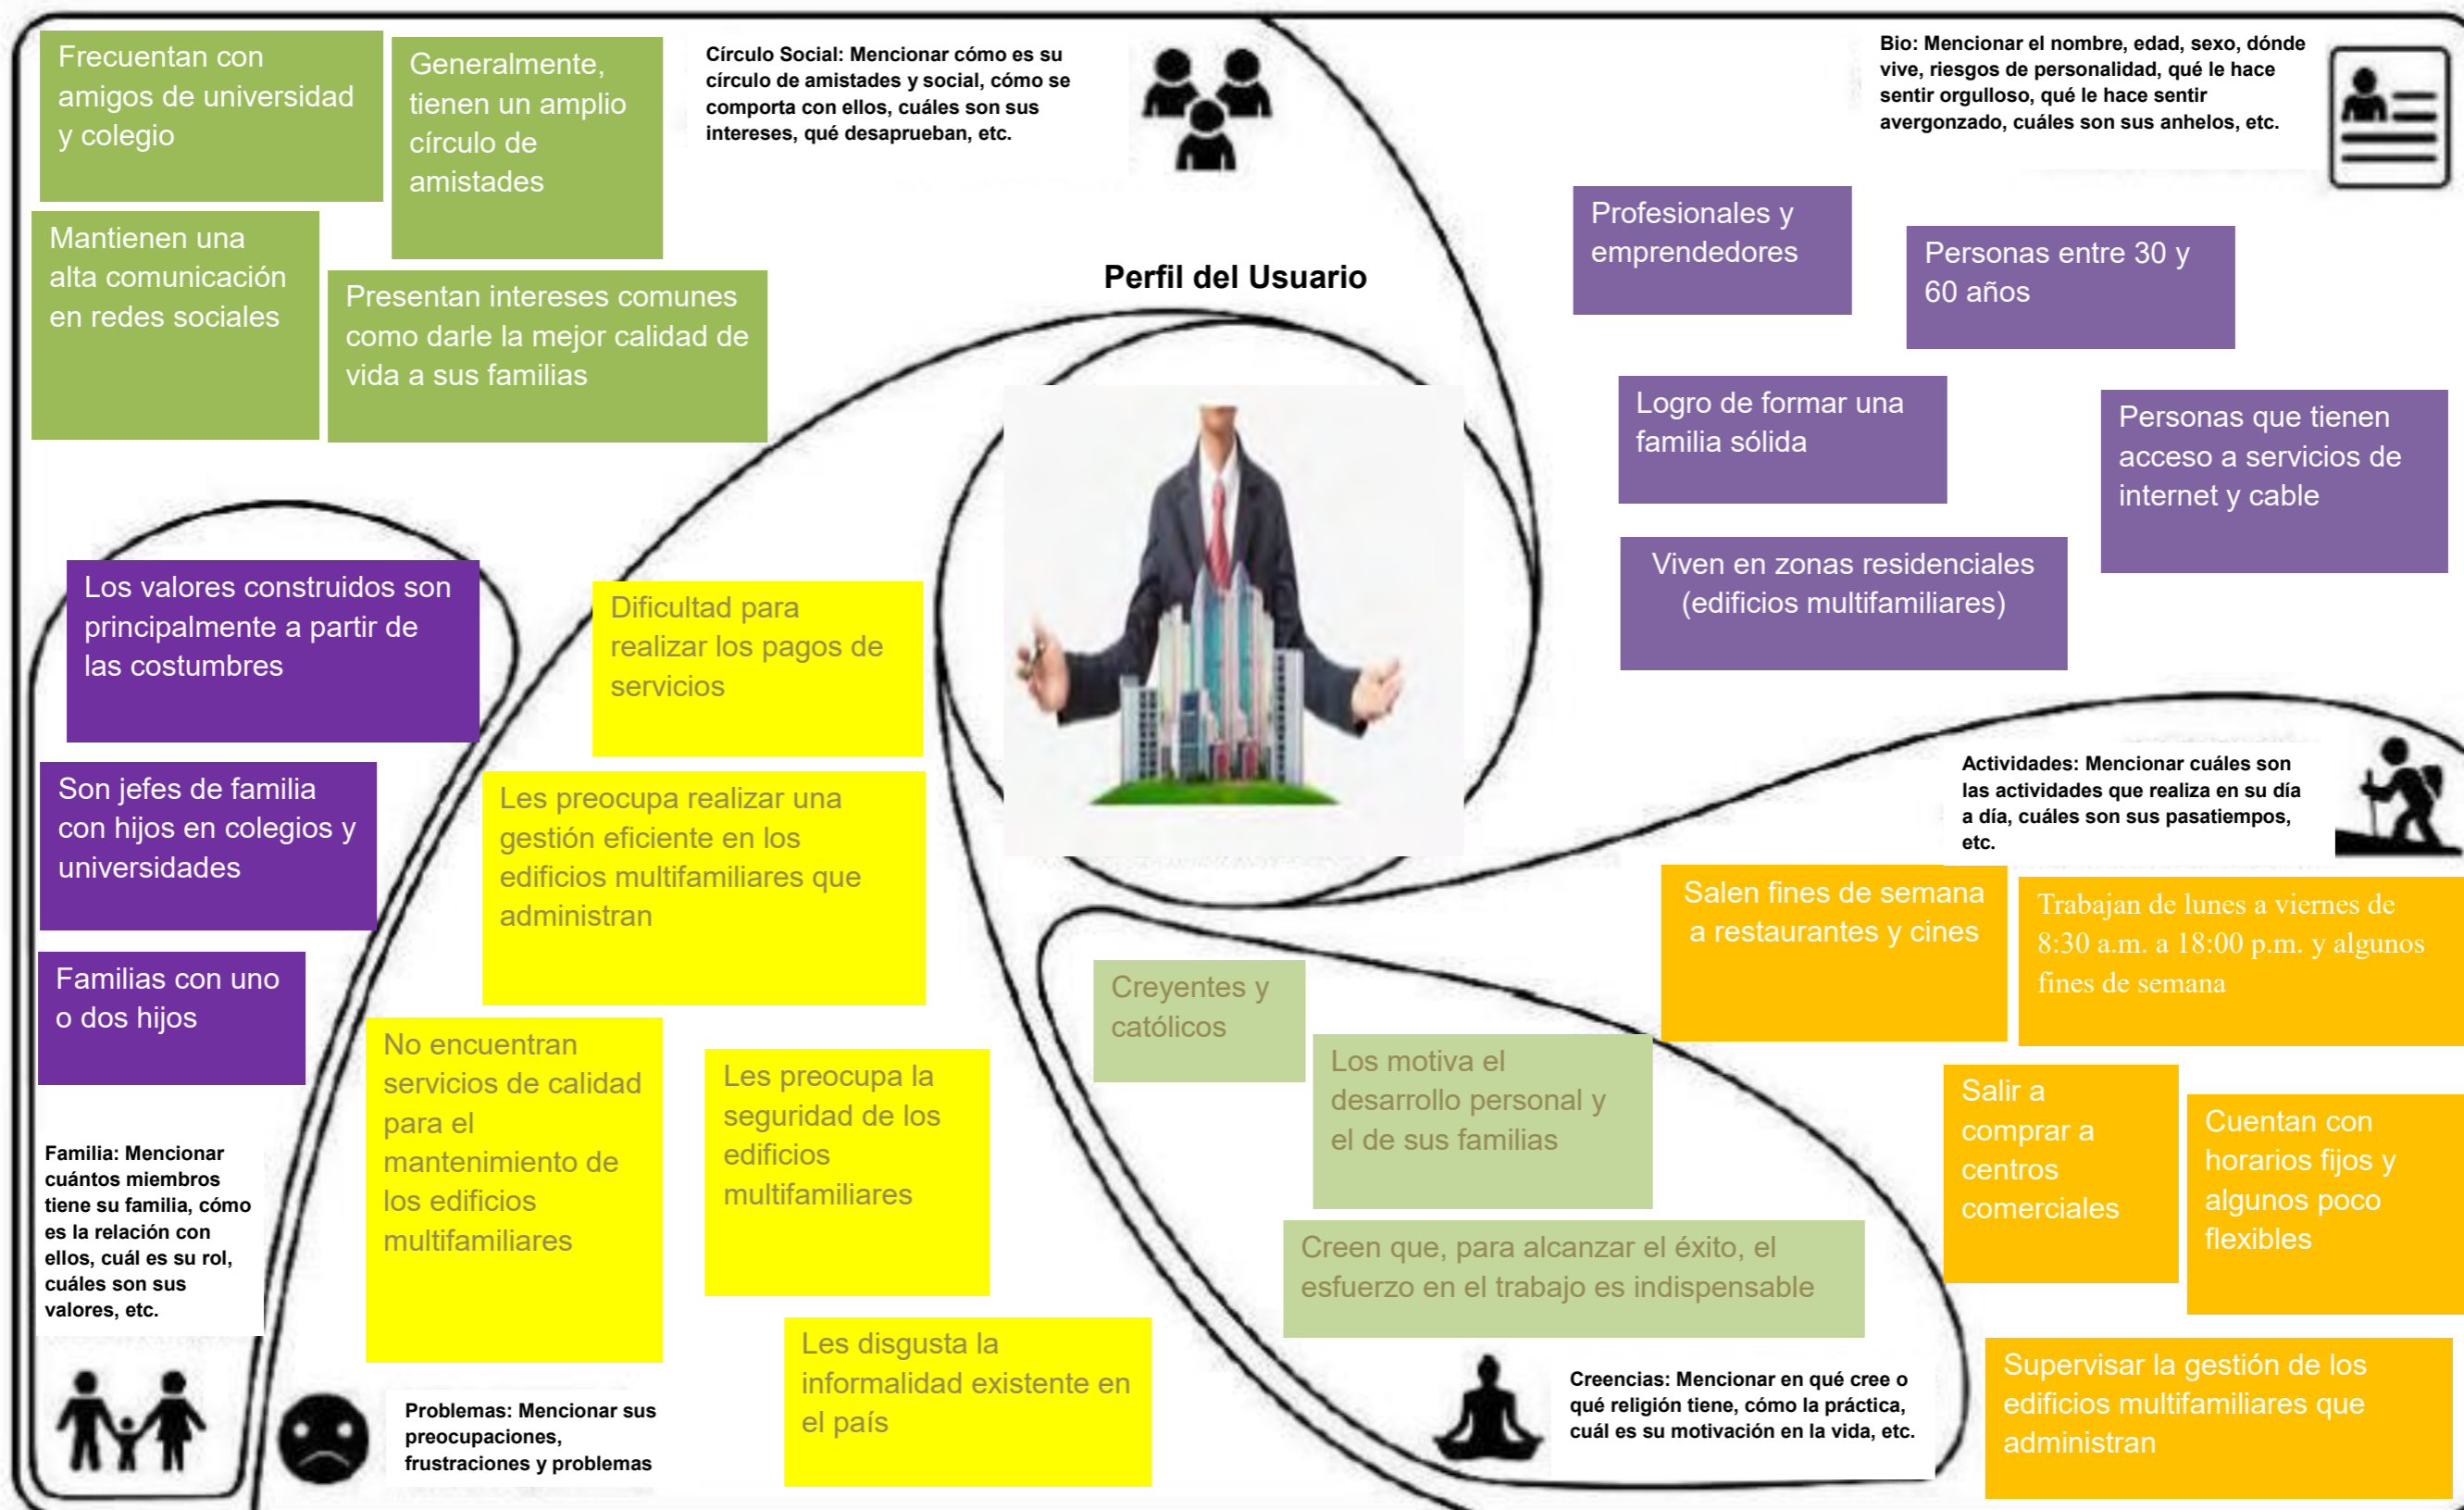 Frecuentan con
amigos de universidad
y colegio
Generalmente,
tienen un amplio
círculo de
amistades
Mantienen una
alta comunicación
en redes sociales
Presentan intereses comunes
como darle la mejor calidad de
vida a sus familias
Círculo Social: Mencionar cómo es su
círculo de amistades y social, cómo se
comporta con ellos, cuáles son sus
intereses, qué desaprueban, etc.
Bio: Mencionar el nombre, edad, sexo, dónde
vive, riesgos de personalidad, qué le hace
sentir orgulloso, qué le hace sentir
avergonzado, cuáles son sus anhelos, etc.
Perfil del Usuario
Profesionales y
emprendedores
Personas entre 30 y
60 años
Logro de formar una
familia sólida
Personas que tienen
acceso a servicios de
internet y cable
Viven en zonas residenciales
(edificios multifamiliares)
Los valores construidos son
principalmente a partir de
las costumbres
Son jefes de familia
con hijos en colegios y
universidades
Familias con uno
o dos hijos
Familia: Mencionar
cuántos miembros
tiene su familia, cómo
es la relación con
ellos, cuál es su rol,
cuáles son sus
valores, etc.
Dificultad para
realizar los pagos de
servicios
Les preocupa realizar una
gestión eficiente en los
edificios multifamiliares que
administran
No encuentran
servicios de calidad
para el
mantenimiento de
los edificios
multifamiliares
Les preocupa la
seguridad de los
edificios
multifamiliares
Les disgusta la
informalidad existente en
el país
Problemas: Mencionar sus
preocupaciones,
frustraciones y problemas
Creyentes y
católicos
Los motiva el
desarrollo personal y
el de sus familias
Creen que, para alcanzar el éxito, el
esfuerzo en el trabajo es indispensable
Creencias: Mencionar en qué cree o
qué religión tiene, cómo la práctica,
cuál es su motivación en la vida, etc.
Actividades: Mencionar cuáles son
las actividades que realiza en su día
a día, cuáles son sus pasatiempos,
etc.
Salen fines de semana
a restaurantes y cines
Trabajan de lunes a viernes de
8:30 a.m. a 18:00 p.m. y algunos
fines de semana
Salir a
comprar a
centros
comerciales
Cuentan con
horarios fijos y
algunos poco
flexibles
Supervisar la gestión de los
edificios multifamiliares que
administran